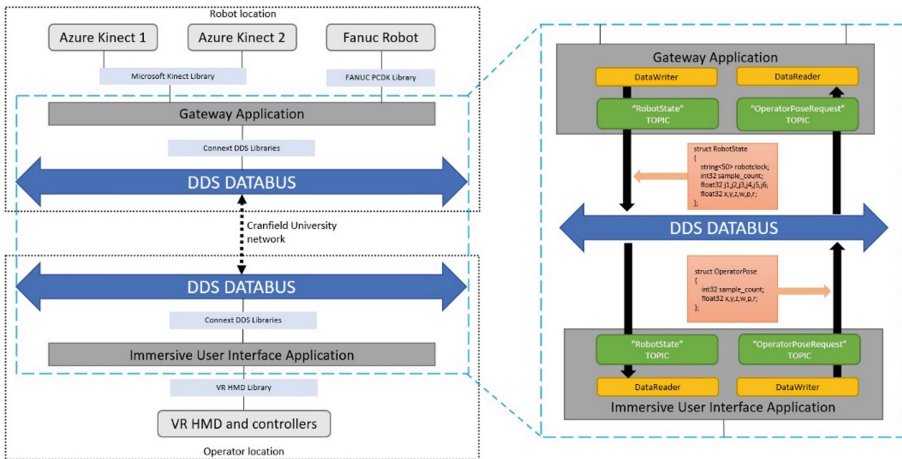 Robot location
Azure Kinect 1
Azure Kinect 2
Fanuc Robot
Microsoft Kinect Library
FANUC PCDK Library
Gateway Application
Connext DDS Libraries
DDS DATABUS
Cranfield University
network
DDS DATABUS
Connext DDS Libraries
Immersive User Interface Application
VR HMD Library
VR HMD and controllers
Operator location
Gateway Application
DataWriter
DataReader
"RobotState"
TOPIC
"OperatorPoseRequest"
TOPIC
struct RobotState
{
string<50> robotclock;
int32 sample_count;
float32 j1,j2,j3,j4,j5,j6;
float32 x,y,z,w,p,r;
};
DDS DATABUS
struct OperatorPose
{
int32 sample_count;
float32 x,y,z,w,p,r;
};
"RobotState"
TOPIC
"OperatorPoseRequest"
TOPIC
DataReader
DataWriter
Immersive User Interface Application